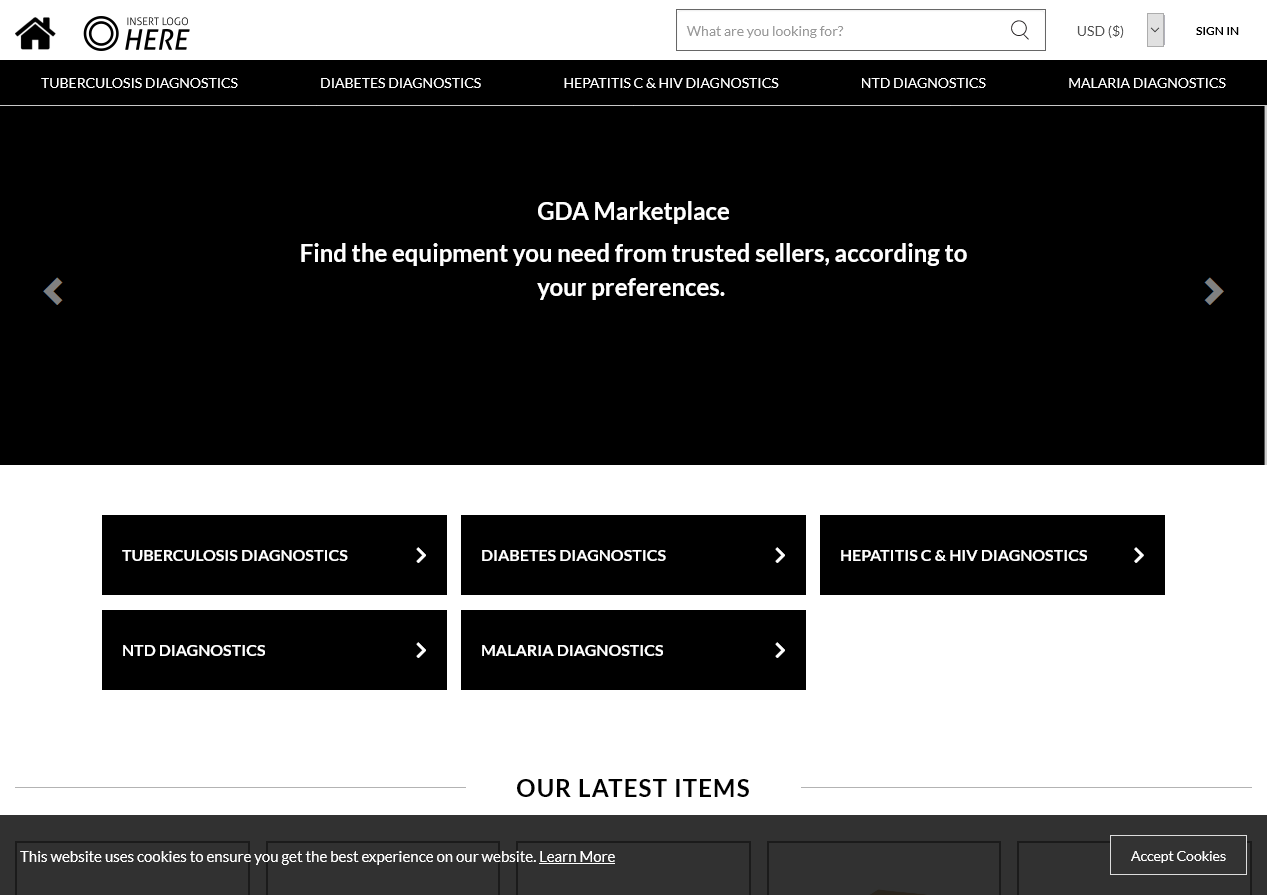 INSERT LOGO
HERE
What are you looking for?
USD ($)
SIGN IN
TUBERCULOSIS DIAGNOSTICS
DIABETES DIAGNOSTICS
HEPATITIS C & HIV DIAGNOSTICS
NTD DIAGNOSTICS
MALARIA DIAGNOSTICS
GDA Marketplace
Find the equipment you need from trusted sellers, according to
your preferences.
TUBERCULOSIS DIAGNOSTICS
DIABETES DIAGNOSTICS
HEPATITIS C & HIV DIAGNOSTICS
NTD DIAGNOSTICS
MALARIA DIAGNOSTICS
OUR LATEST ITEMS
This website uses cookies to ensure you get the best experience on our website. Learn More
Accept Cookies